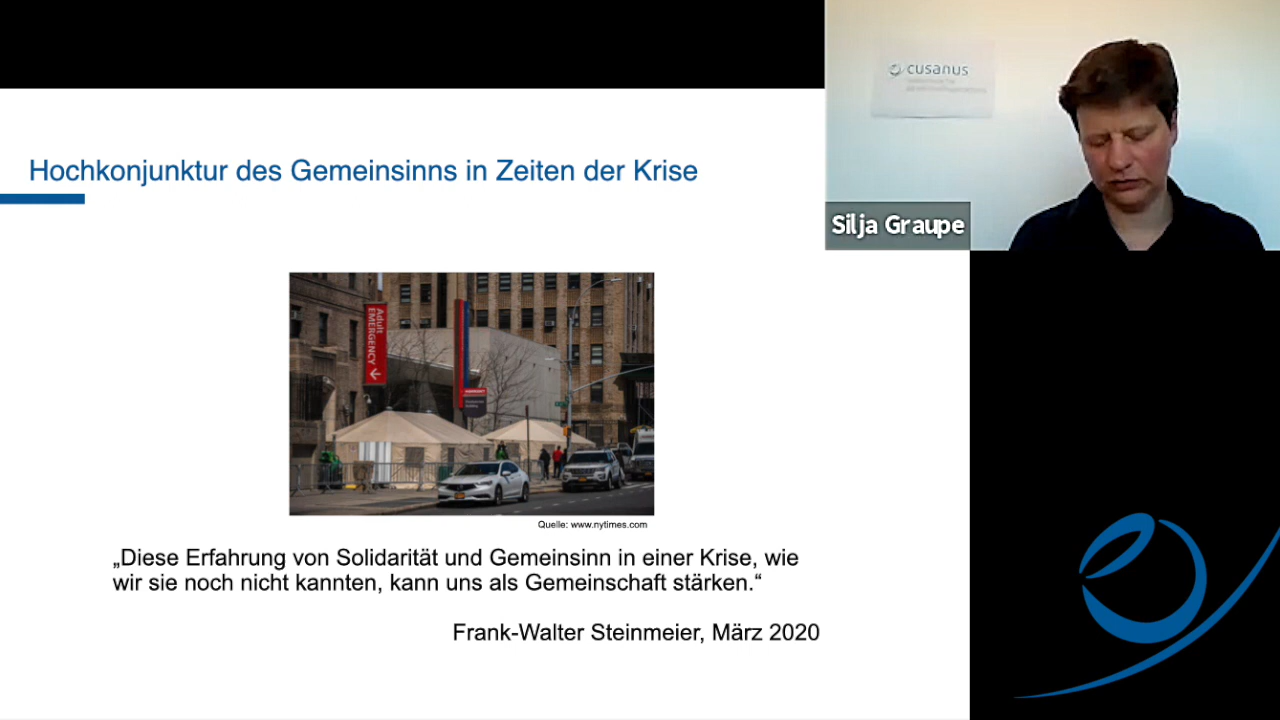 Hochkonjunktur des Gemeinsinns in Zeiten der Krise
cusanus
Silja Graupe
Adult
EMERGENCY
Quelle: www.nytimes.com
„Diese Erfahrung von Solidarität und Gemeinsinn in einer Krise, wie
wir sie noch nicht kannten, kann uns als Gemeinschaft stärken.“
Frank-Walter Steinmeier, März 2020